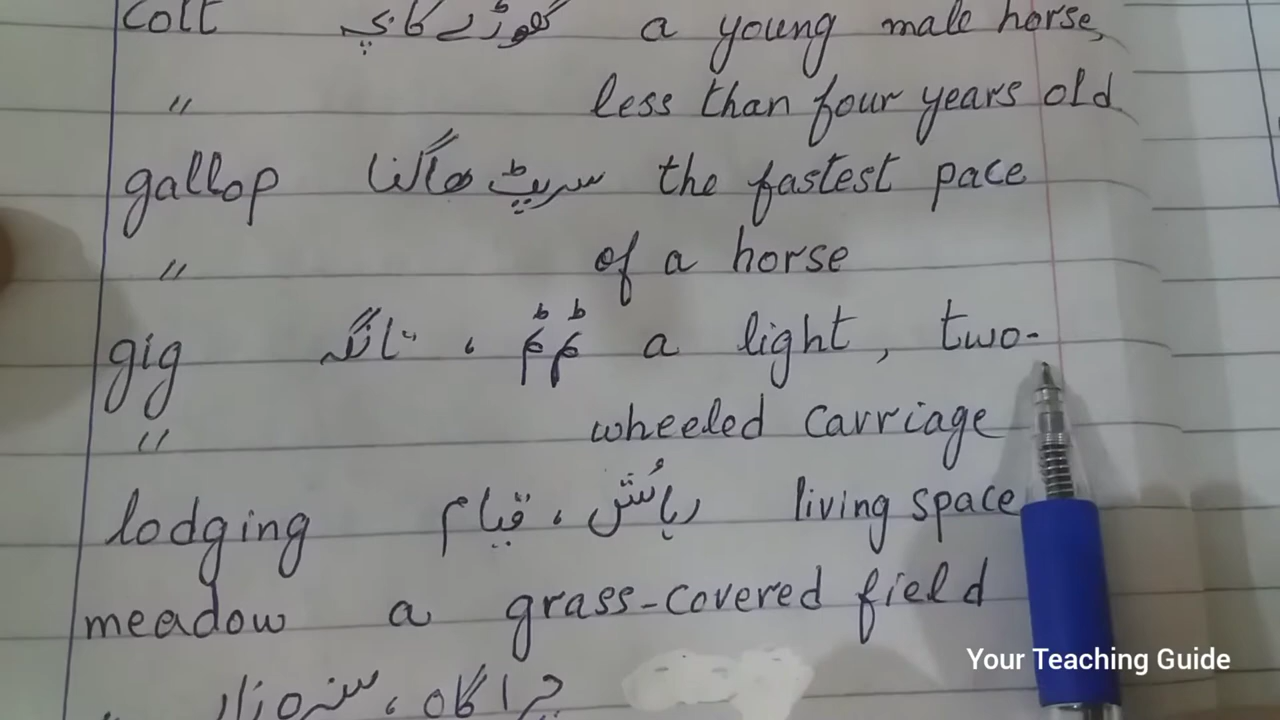 colt گھوڑے کا بچہ a young male horse,
" less than four years old
gallop سرپٹ بھاگنا the fastest pace
" of a horse
gig ٹم ٹم ، تانگہ a light, two-
" wheeled carriage
lodging رہائش ، قیام living space
meadow a grass-covered field
چراگاہ ، سبزہ زار
Your Teaching Guide